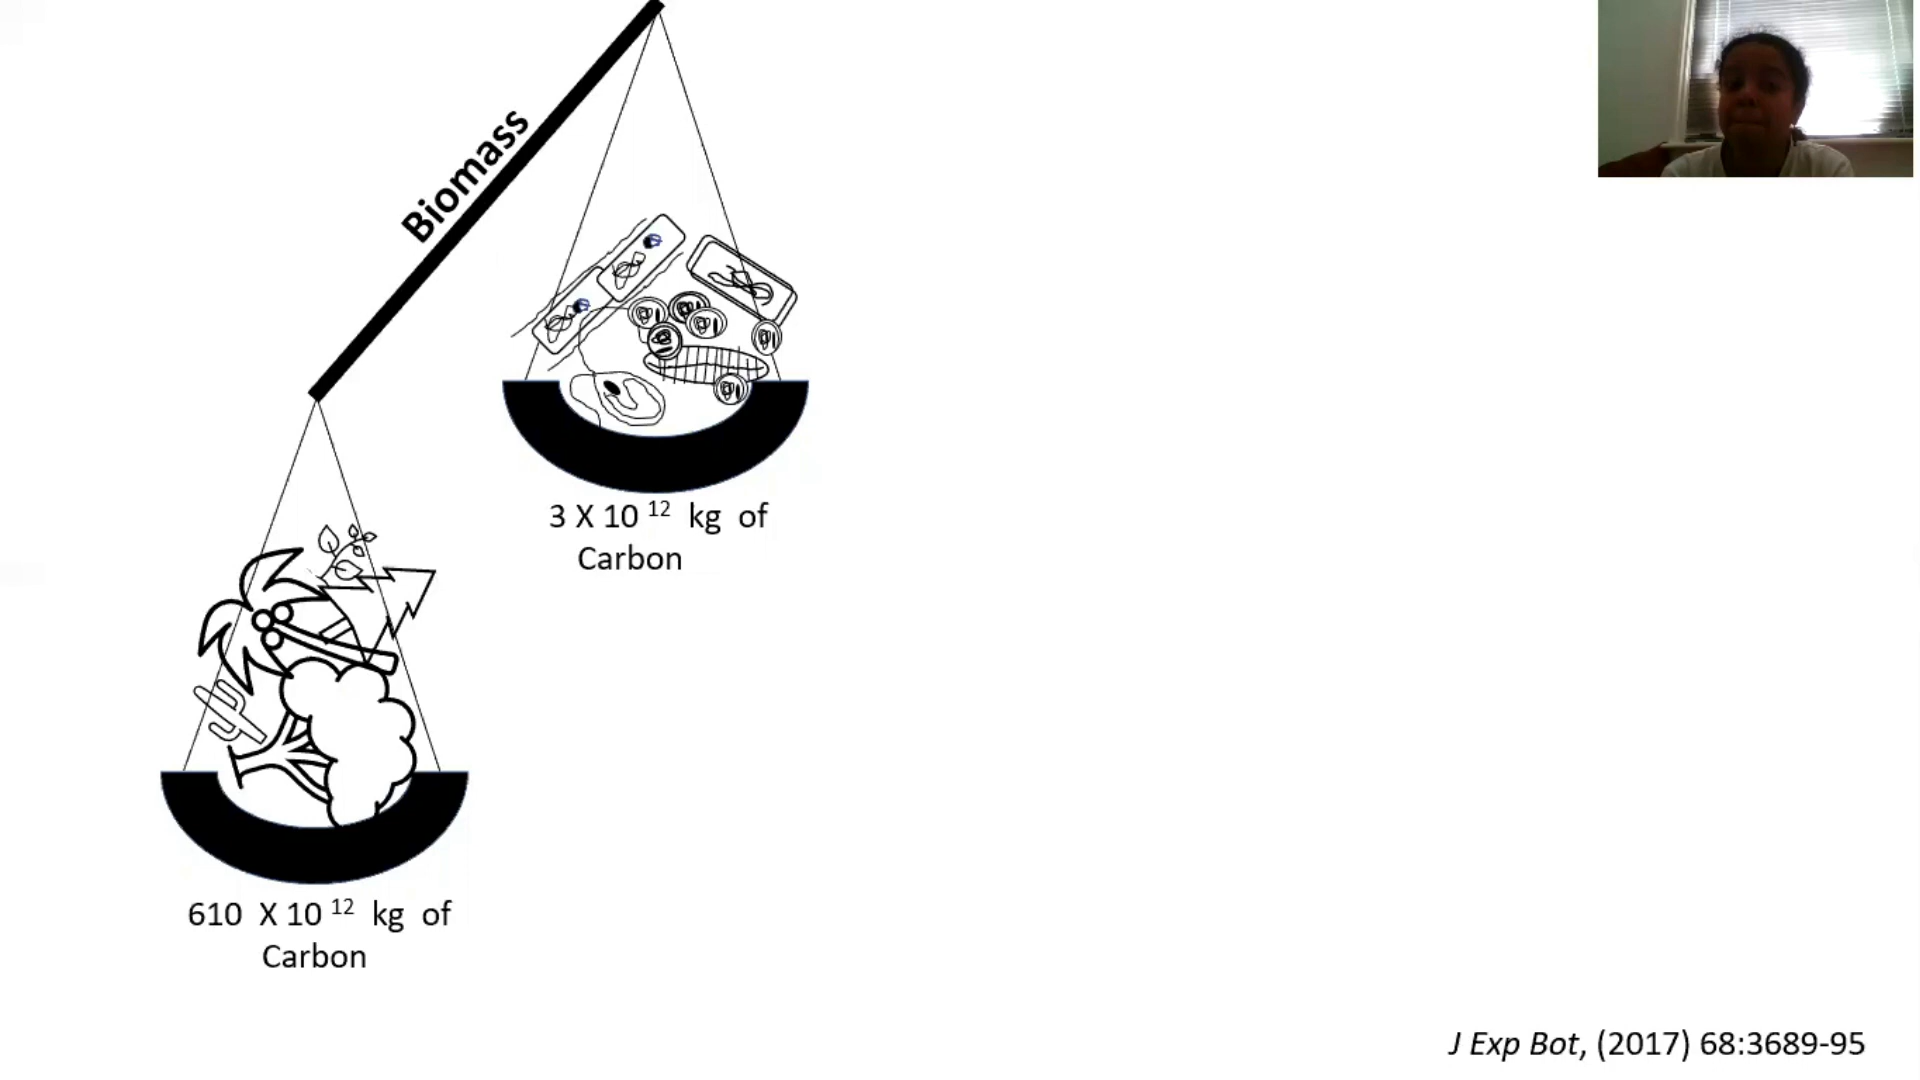 Biomass
3 X 10 12 kg of
Carbon
610 X 10 12 kg of
Carbon
J Exp Bot, (2017) 68:3689-95